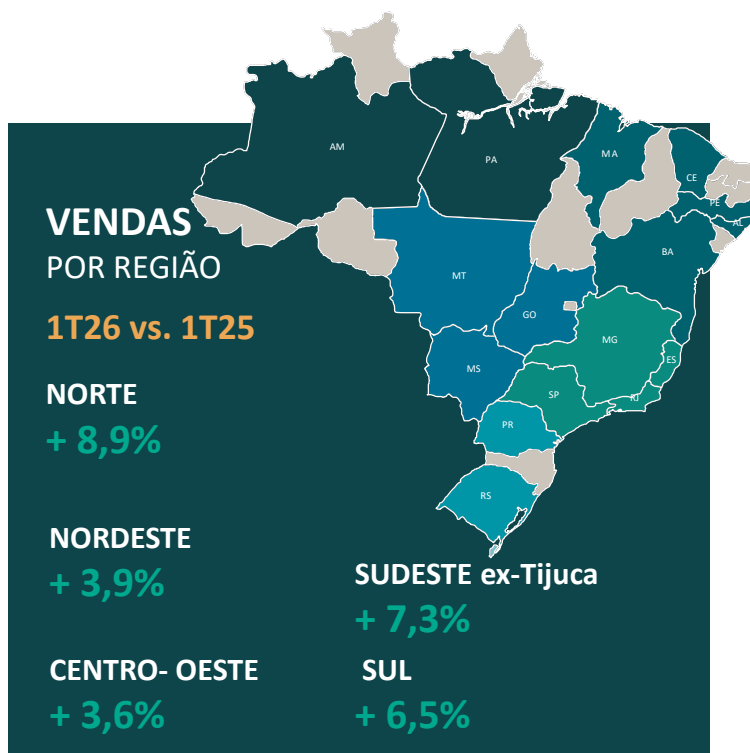 VENDAS
POR REGIÃO
1T26 vs. 1T25
NORTE
+ 8,9%
NORDESTE
+ 3,9%
CENTRO- OESTE
+ 3,6%
SUDESTE ex-Tijuca
+ 7,3%
SUL
+ 6,5%
AM
PA
MA
CE
PE
AL
BA
MT
GO
MG
ES
MS
SP
RJ
PR
RS